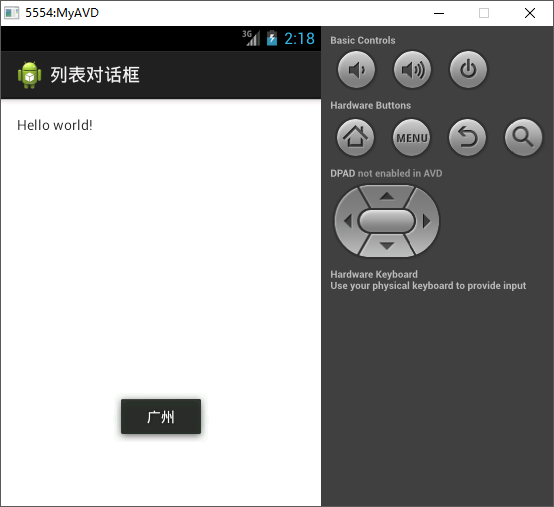 5554:MyAVD
3G 2:18
列表对话框
Hello world!
广州
Basic Controls
Hardware Buttons
MENU
DPAD not enabled in AVD
Hardware Keyboard
Use your physical keyboard to provide input